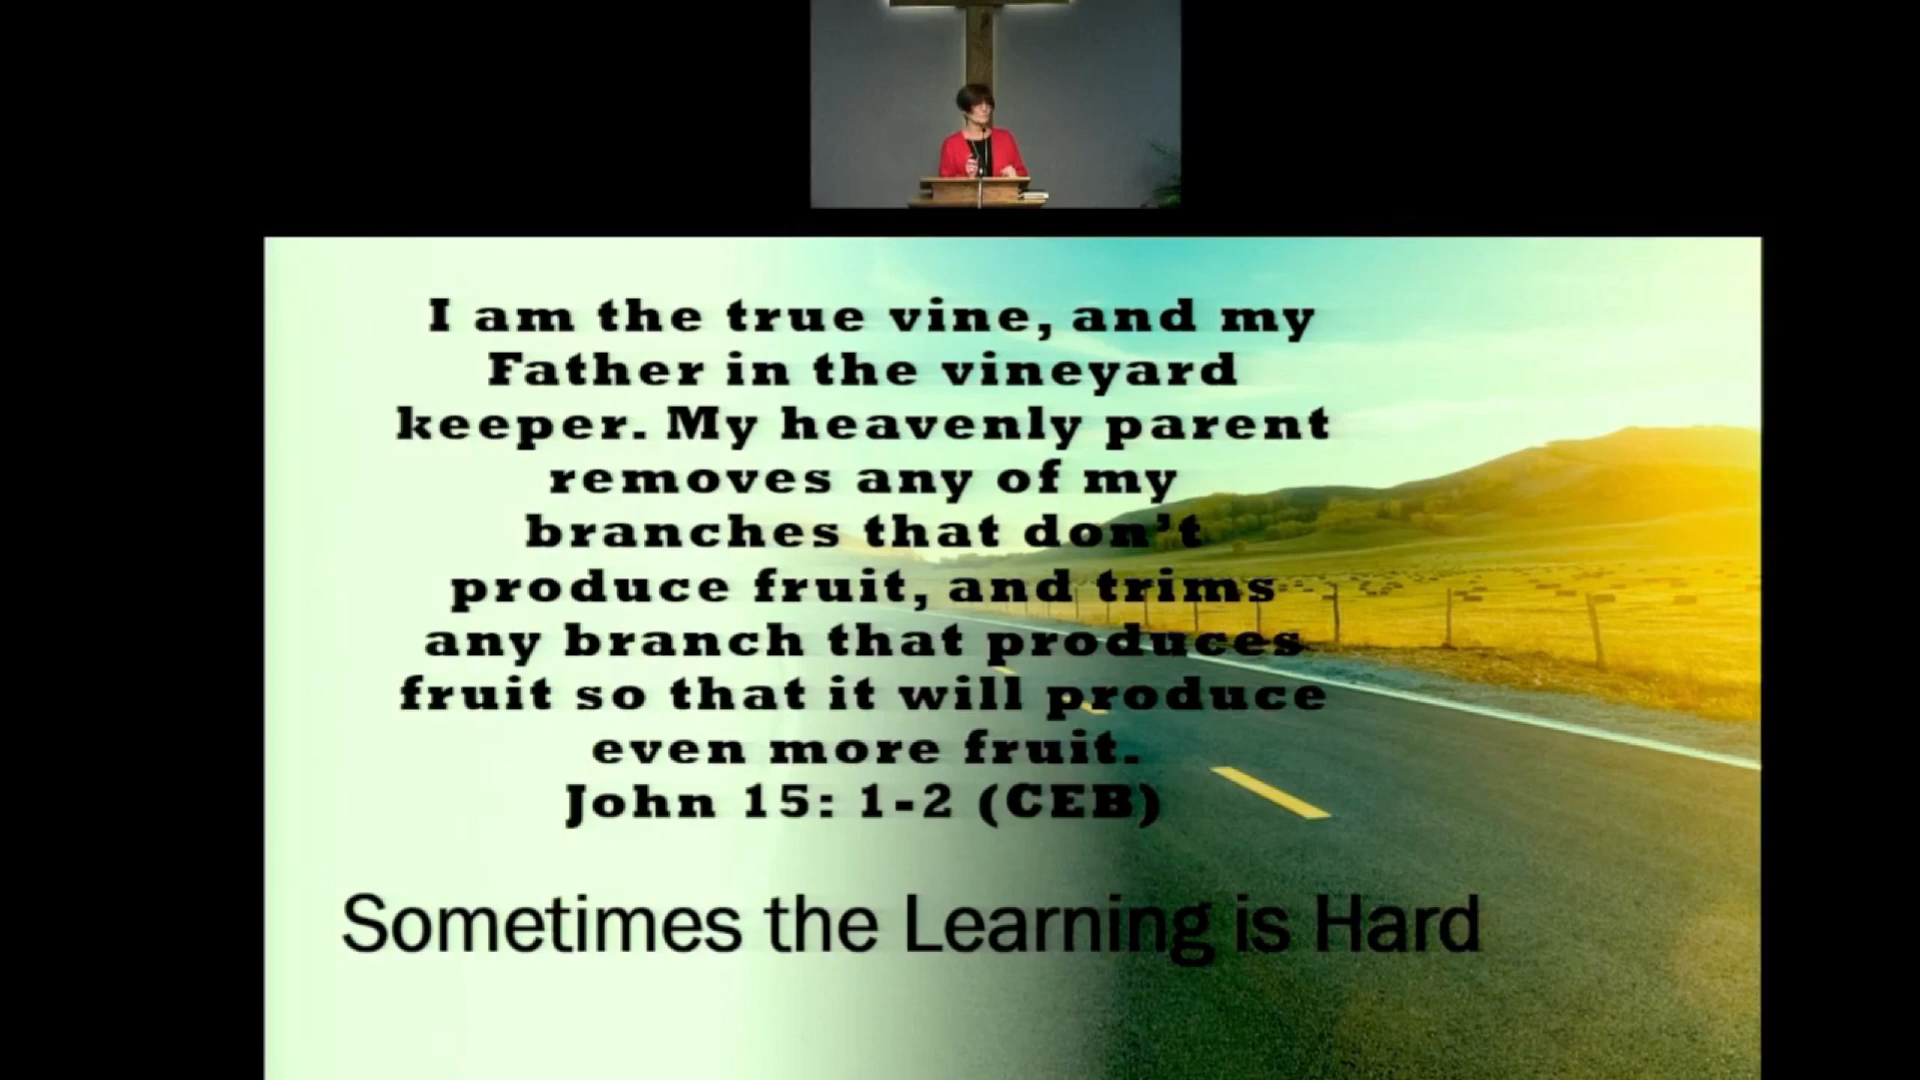 I am the true vine, and my
Father in the vineyard
keeper. My heavenly parent
removes any of my
branches that don't
produce fruit, and trims
any branch that produces
fruit so that it will produce
even more fruit.
John 15: 1-2 (CEB)
Sometimes the Learning is Hard